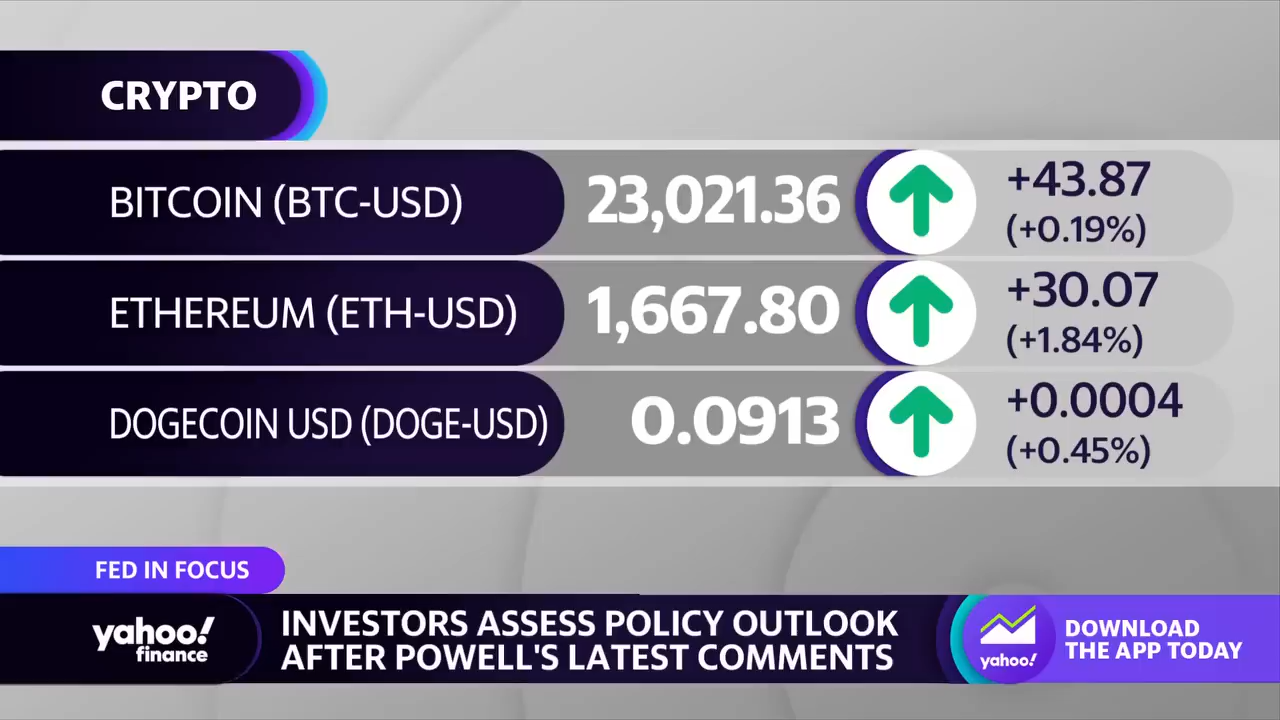 CRYPTO
BITCOIN (BTC-USD) 23,021.36 +43.87
(+0.19%)
ETHEREUM (ETH-USD) 1,667.80 +30.07
(+1.84%)
DOGECOIN USD (DOGE-USD) 0.0913 +0.0004
(+0.45%)
FED IN FOCUS
yahoo!
finance
INVESTORS ASSESS POLICY OUTLOOK
AFTER POWELL'S LATEST COMMENTS
yahoo!
DOWNLOAD
THE APP TODAY